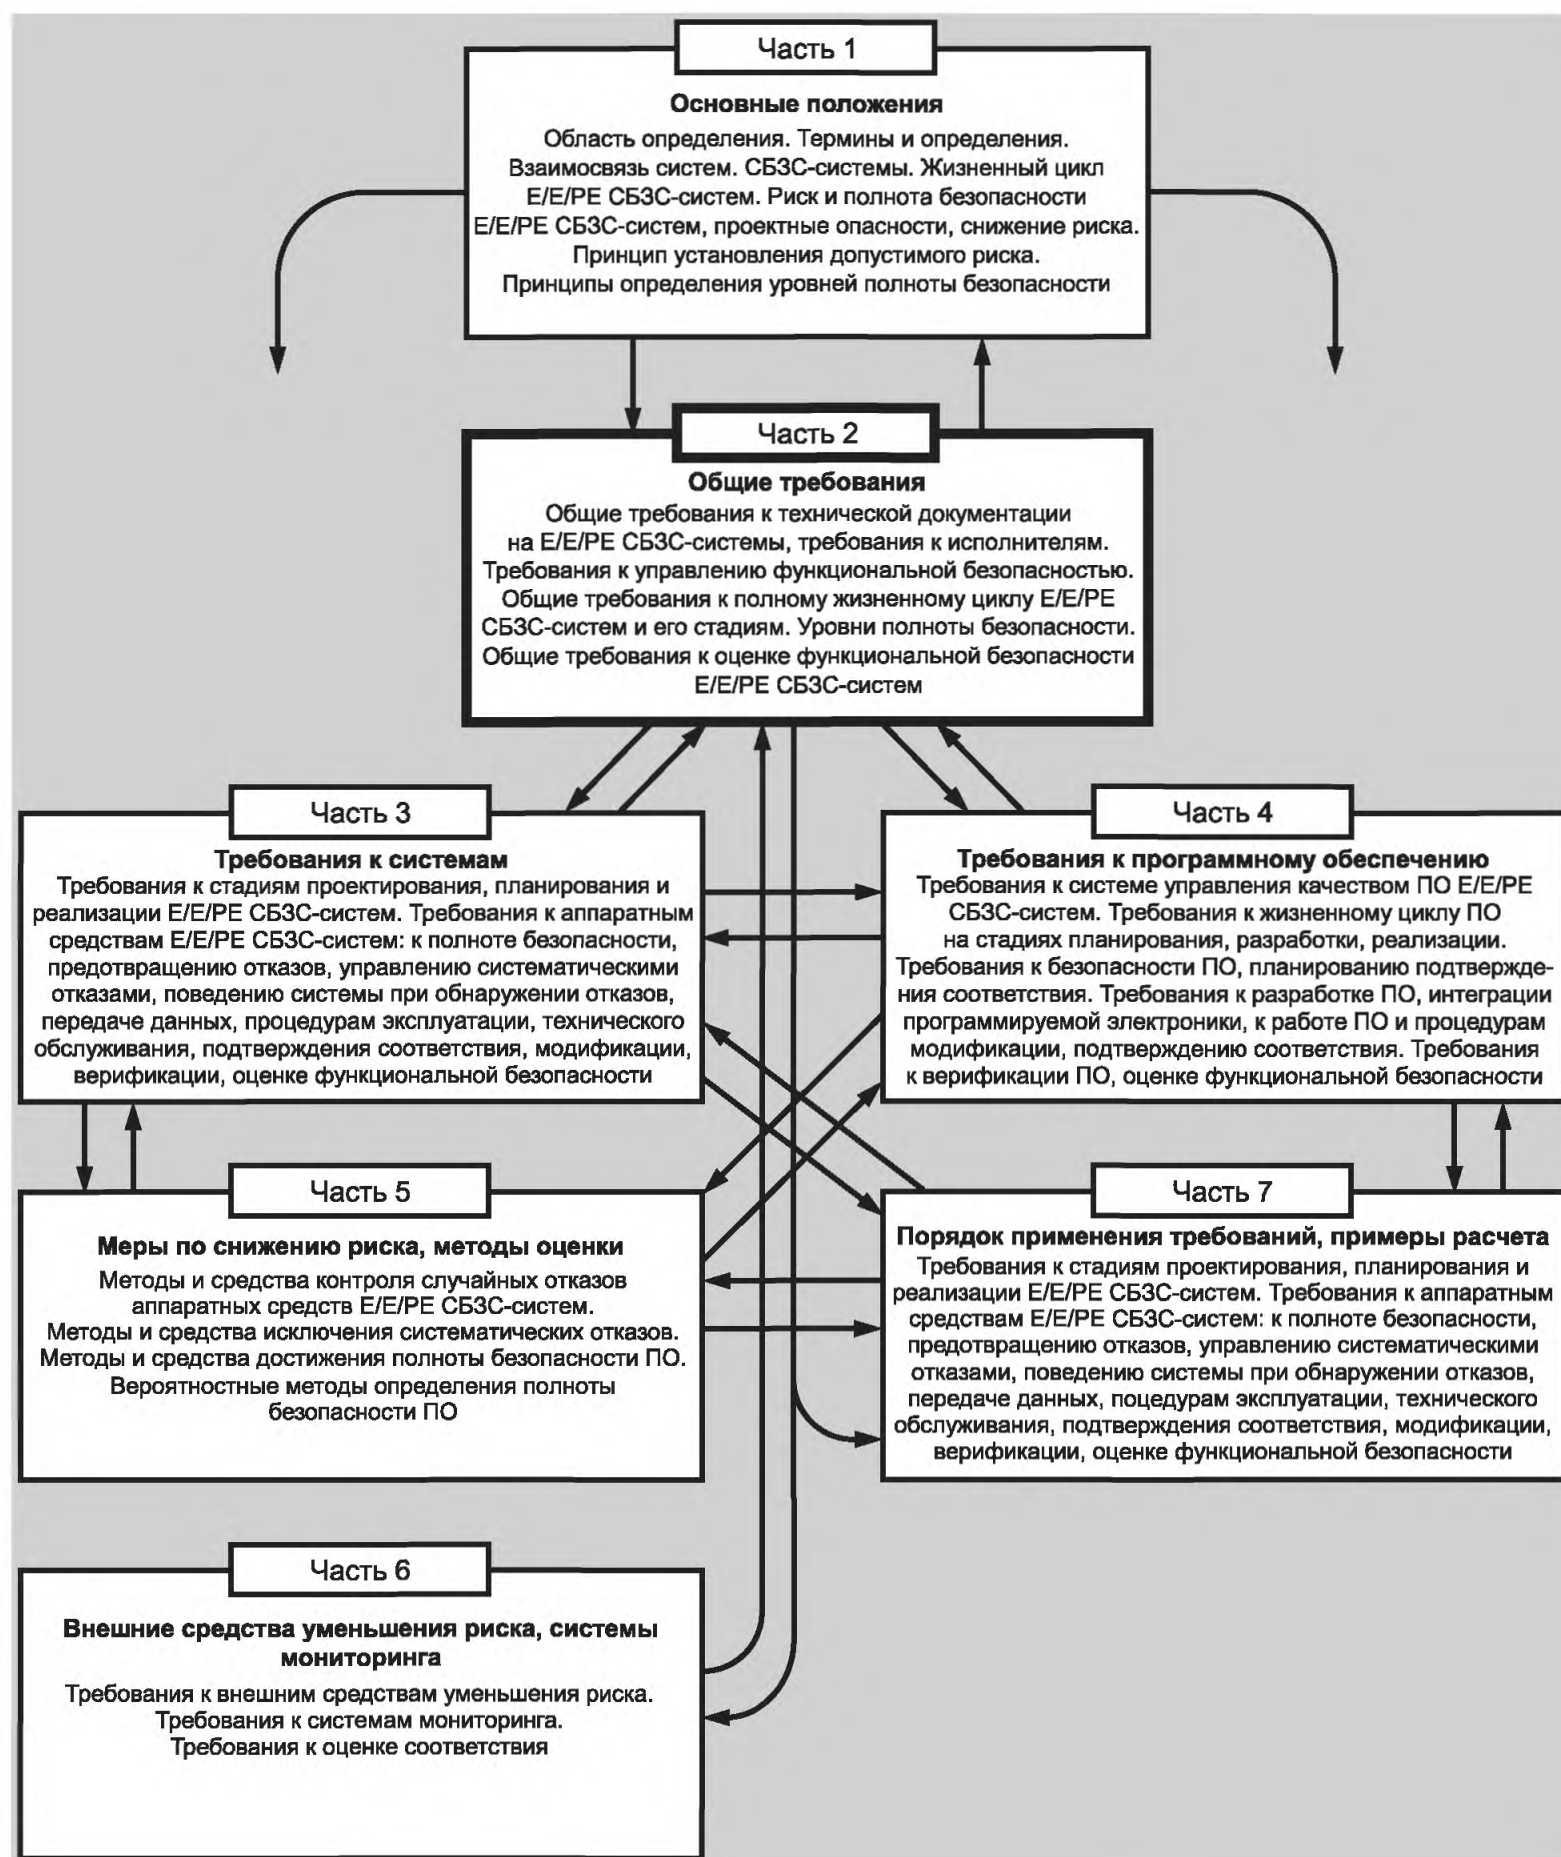 Часть 1
Основные положения
Область определения. Термины и определения.
Взаимосвязь систем. СБЗС-системы. Жизненный цикл
Е/Е/РЕ СБЗС-систем. Риск и полнота безопасности
Е/Е/РЕ СБЗС-систем, проектные опасности, снижение риска.
Принцип установления допустимого риска.
Принципы определения уровней полноты безопасности
Часть 2
Общие требования
Общие требования к технической документации
на Е/Е/РЕ СБЗС-системы, требования к исполнителям.
Требования к управлению функциональной безопасностью.
Общие требования к полному жизненному циклу Е/Е/РЕ
СБЗС-систем и его стадиям. Уровни полноты безопасности.
Общие требования к оценке функциональной безопасности
Е/Е/РЕ СБЗС-систем
Часть 3
Требования к системам
Требования к стадиям проектирования, планирования и
реализации Е/Е/РЕ СБЗС-систем. Требования к аппаратным
средствам Е/Е/РЕ СБЗС-систем: к полноте безопасности,
предотвращению отказов, управлению систематическими
отказами, поведению системы при обнаружении отказов,
передаче данных, процедурам эксплуатации, технического
обслуживания, подтверждения соответствия, модификации,
верификации, оценке функциональной безопасности
Часть 4
Требования к программному обеспечению
Требования к системе управления качеством ПО Е/Е/РЕ
СБЗС-систем. Требования к жизненному циклу ПО
на стадиях планирования, разработки, реализации.
Требования к безопасности ПО, планированию подтвержде-
ния соответствия. Требования к разработке ПО, интеграции
программируемой электроники, к работе ПО и процедурам
модификации, подтверждению соответствия. Требования
к верификации ПО, оценке функциональной безопасности
Часть 5
Меры по снижению риска, методы оценки
Методы и средства контроля случайных отказов
аппаратных средств Е/Е/РЕ СБЗС-систем.
Методы и средства исключения систематических отказов.
Методы и средства достижения полноты безопасности ПО.
Вероятностные методы определения полноты
безопасности ПО
Часть 7
Порядок применения требований, примеры расчета
Требования к стадиям проектирования, планирования и
реализации Е/Е/РЕ СБЗС-систем. Требования к аппаратным
средствам Е/Е/РЕ СБЗС-систем: к полноте безопасности,
предотвращению отказов, управлению систематическими
отказами, поведению системы при обнаружении отказов,
передаче данных, поцедурам эксплуатации, технического
обслуживания, подтверждения соответствия, модификации,
верификации, оценке функциональной безопасности
Часть 6
Внешние средства уменьшения риска, системы
мониторинга
Требования к внешним средствам уменьшения риска.
Требования к системам мониторинга.
Требования к оценке соответствия